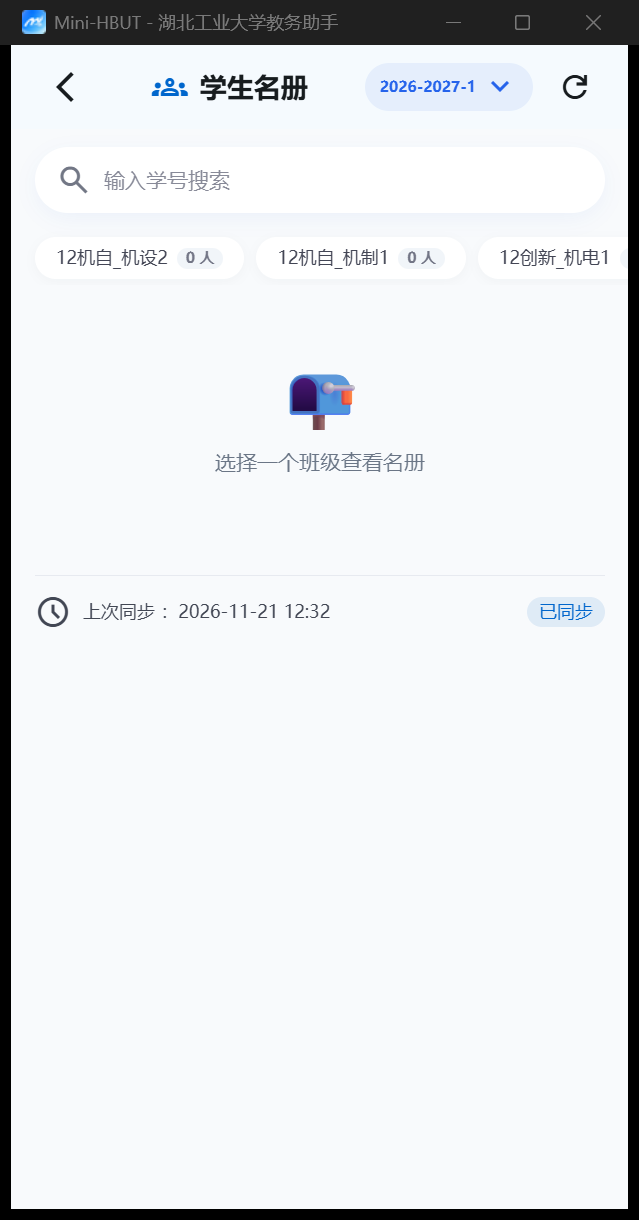 Mini-HBUT - 湖北工业大学教务助手
学生名册
2026-2027-1
输入学号搜索
12机自_机设2 0 人 12机自_机制1 0 人 12创新_机电1
选择一个班级查看名册
上次同步： 2026-11-21 12:32 已同步